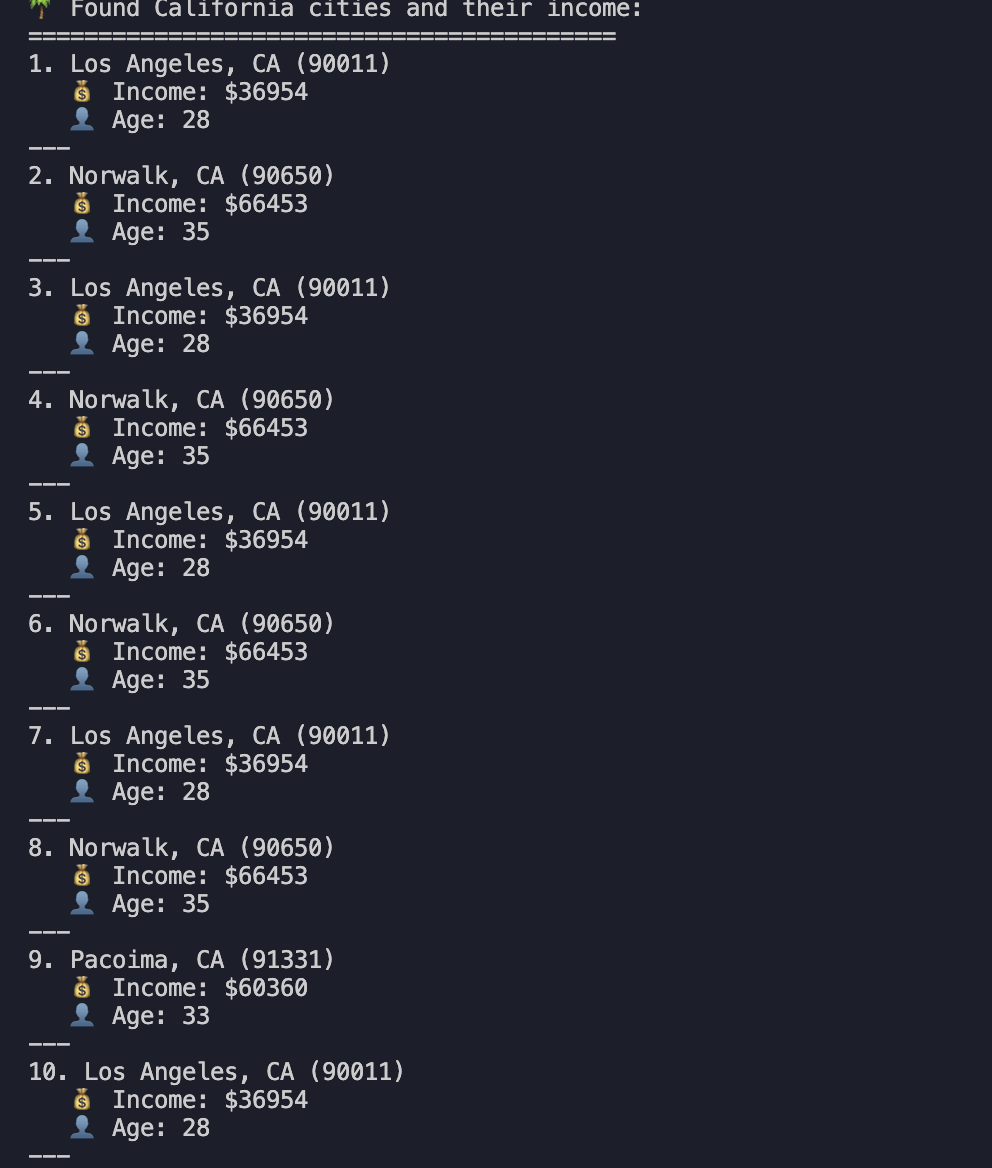 🌴 Found California cities and their income:
==========================================
1. Los Angeles, CA (90011)
💰 Income: $36954
👤 Age: 28
---
2. Norwalk, CA (90650)
💰 Income: $66453
👤 Age: 35
---
3. Los Angeles, CA (90011)
💰 Income: $36954
👤 Age: 28
---
4. Norwalk, CA (90650)
💰 Income: $66453
👤 Age: 35
---
5. Los Angeles, CA (90011)
💰 Income: $36954
👤 Age: 28
---
6. Norwalk, CA (90650)
💰 Income: $66453
👤 Age: 35
---
7. Los Angeles, CA (90011)
💰 Income: $36954
👤 Age: 28
---
8. Norwalk, CA (90650)
💰 Income: $66453
👤 Age: 35
---
9. Pacoima, CA (91331)
💰 Income: $60360
👤 Age: 33
---
10. Los Angeles, CA (90011)
💰 Income: $36954
👤 Age: 28
---